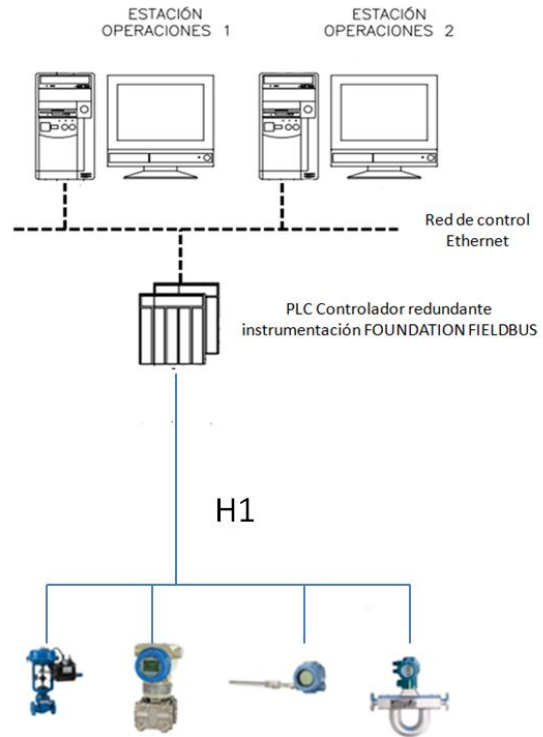 ESTACIÓN
OPERACIONES 1
ESTACIÓN
OPERACIONES 2
Red de control
Ethernet
PLC Controlador redundante
instrumentación FOUNDATION FIELDBUS
H1